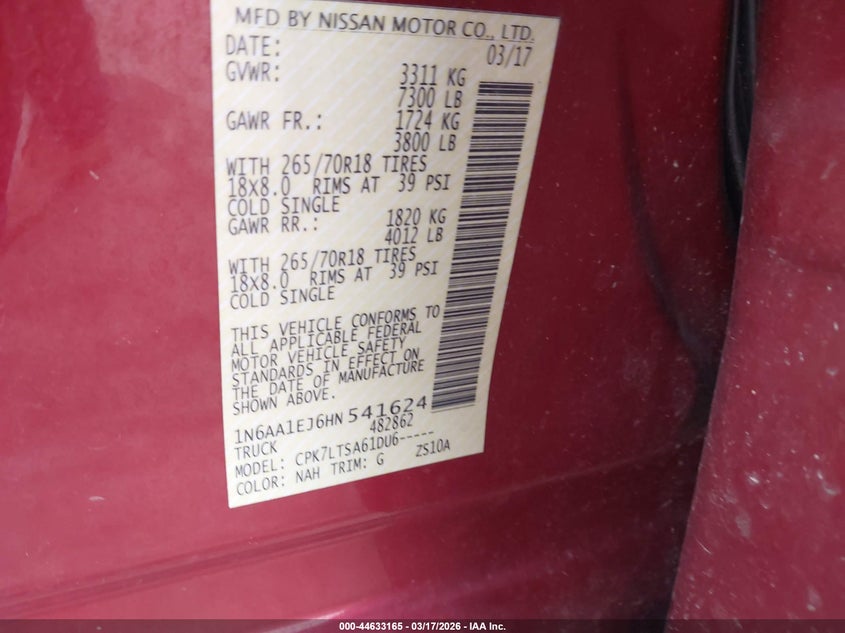 MFD BY NISSAN MOTOR CO., LTD.
DATE: 03/17
GVWR: 3311 KG
7300 LB
GAWR FR.: 1724 KG
3800 LB
WITH 265/70R18 TIRES
18X8.0 RIMS AT 39 PSI
COLD SINGLE
GAWR RR.: 1820 KG
4012 LB
WITH 265/70R18 TIRES
18X8.0 RIMS AT 39 PSI
COLD SINGLE
THIS VEHICLE CONFORMS TO
ALL APPLICABLE FEDERAL
MOTOR VEHICLE SAFETY
STANDARDS IN EFFECT ON
THE DATE OF MANUFACTURE
SHOWN ABOVE.
1N6AA1EJ6HN541624
TRUCK 482862
MODEL: CPK7LTSA61DU6-----
COLOR: NAH TRIM: G ZS10A
000-44633165 - 03/17/2026 - IAA Inc.